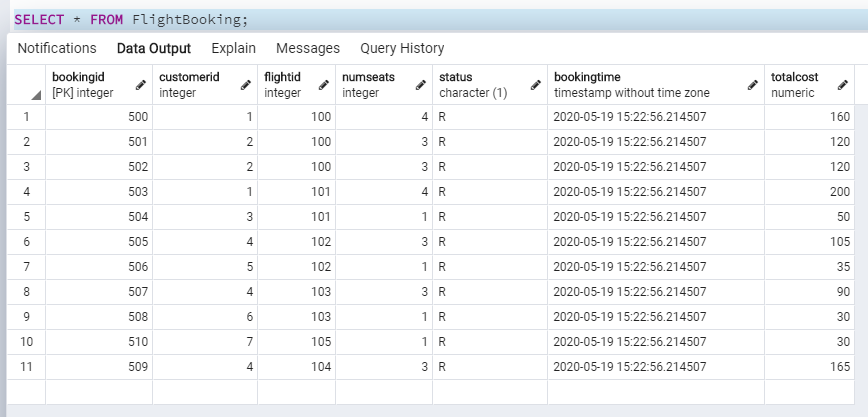 SELECT * FROM FlightBooking;
Notifications Data Output Explain Messages Query History
bookingid customerid flightid numseats status bookingtime totalcost
[PK] integer integer integer integer character (1) timestamp without time zone numeric
1 500 1 100 4 R 2020-05-19 15:22:56.214507 160
2 501 2 100 3 R 2020-05-19 15:22:56.214507 120
3 502 2 100 3 R 2020-05-19 15:22:56.214507 120
4 503 1 101 4 R 2020-05-19 15:22:56.214507 200
5 504 3 101 1 R 2020-05-19 15:22:56.214507 50
6 505 4 102 3 R 2020-05-19 15:22:56.214507 105
7 506 5 102 1 R 2020-05-19 15:22:56.214507 35
8 507 4 103 3 R 2020-05-19 15:22:56.214507 90
9 508 6 103 1 R 2020-05-19 15:22:56.214507 30
10 510 7 105 1 R 2020-05-19 15:22:56.214507 30
11 509 4 104 3 R 2020-05-19 15:22:56.214507 165